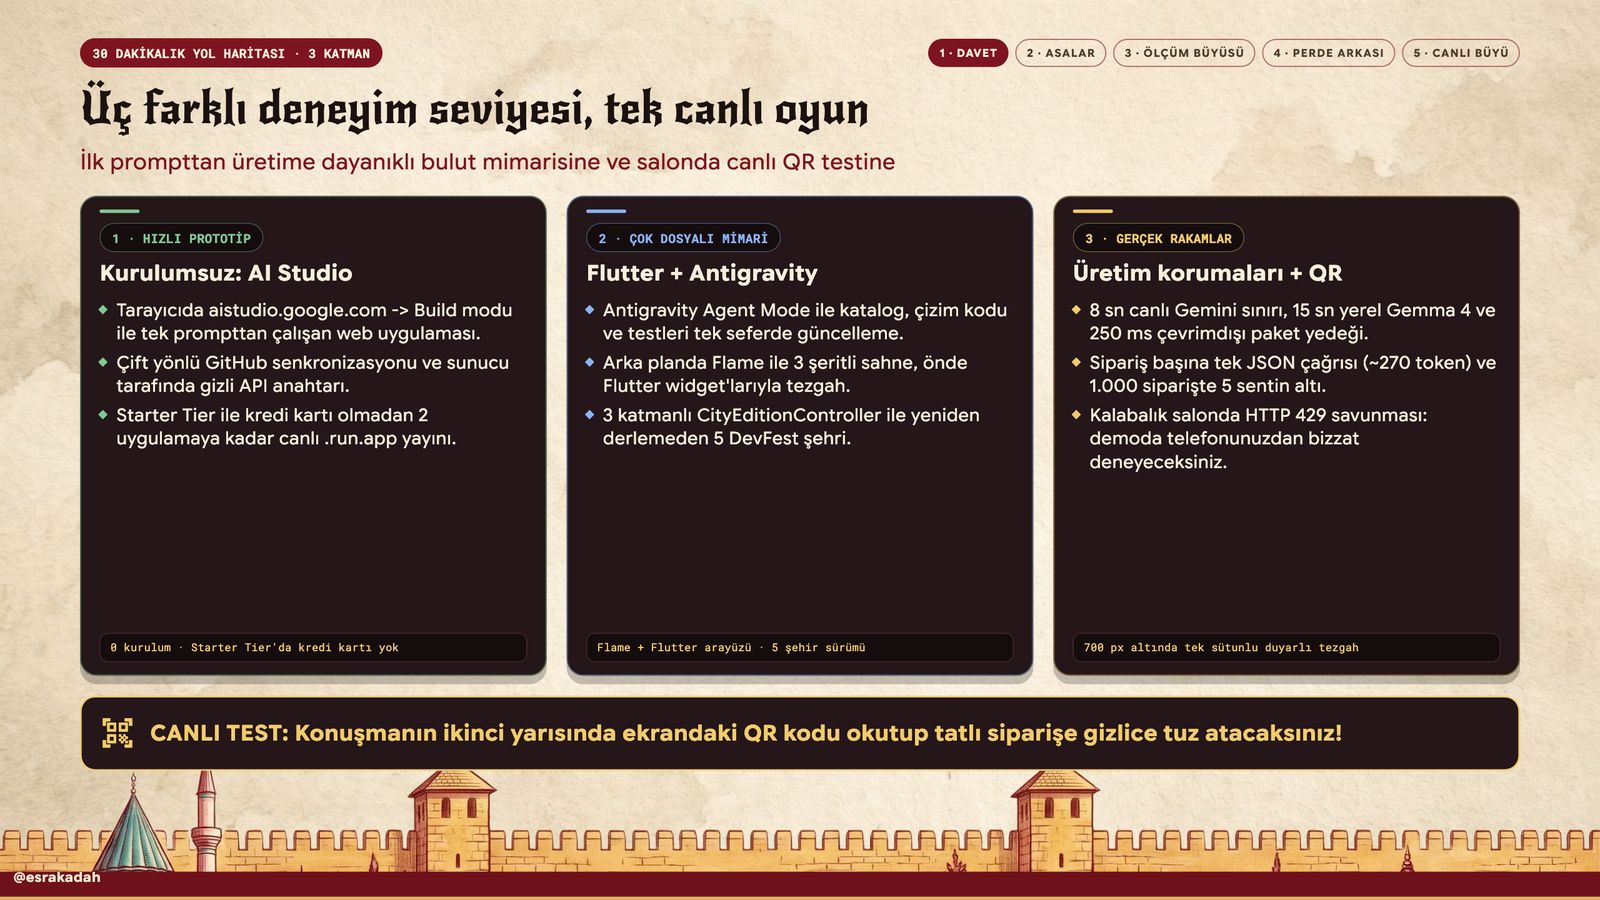 30 DAKİKALIK YOL HARİTASI · 3 KATMAN
1 · DAVET
2 · ASALAR
3 · ÖLÇÜM BÜYÜSÜ
4 · PERDE ARKASI
5 · CANLI BÜYÜ
Üç farklı deneyim seviyesi, tek canlı oyun
İlk prompttan üretime dayanıklı bulut mimarisine ve salonda canlı QR testine
1 · HIZLI PROTOTİP
Kurulumsuz: AI Studio
Tarayıcıda aistudio.google.com -> Build modu
ile tek prompttan çalışan web uygulaması.
Çift yönlü GitHub senkronizasyonu ve sunucu
tarafında gizli API anahtarı.
Starter Tier ile kredi kartı olmadan 2
uygulamaya kadar canlı .run.app yayını.
0 kurulum · Starter Tier'da kredi kartı yok
2 · ÇOK DOSYALI MİMARİ
Flutter + Antigravity
Antigravity Agent Mode ile katalog, çizim kodu
ve testleri tek seferde güncelleme.
Arka planda Flame ile 3 şeritli sahne, önde
Flutter widget'larıyla tezgah.
3 katmanlı CityEditionController ile yeniden
derlemeden 5 DevFest şehri.
Flame + Flutter arayüzü · 5 şehir sürümü
3 · GERÇEK RAKAMLAR
Üretim korumaları + QR
8 sn canlı Gemini sınırı, 15 sn yerel Gemma 4 ve
250 ms çevrimdışı paket yedeği.
Sipariş başına tek JSON çağrısı (~270 token) ve
1.000 siparişte 5 sentin altı.
Kalabalık salonda HTTP 429 savunması:
demoda telefonunuzdan bizzat
deneyeceksiniz.
700 px altında tek sütunlu duyarlı tezgah
CANLI TEST: Konuşmanın ikinci yarısında ekrandaki QR kodu okutup tatlı siparişe gizlice tuz atacaksınız!
@esrakadah